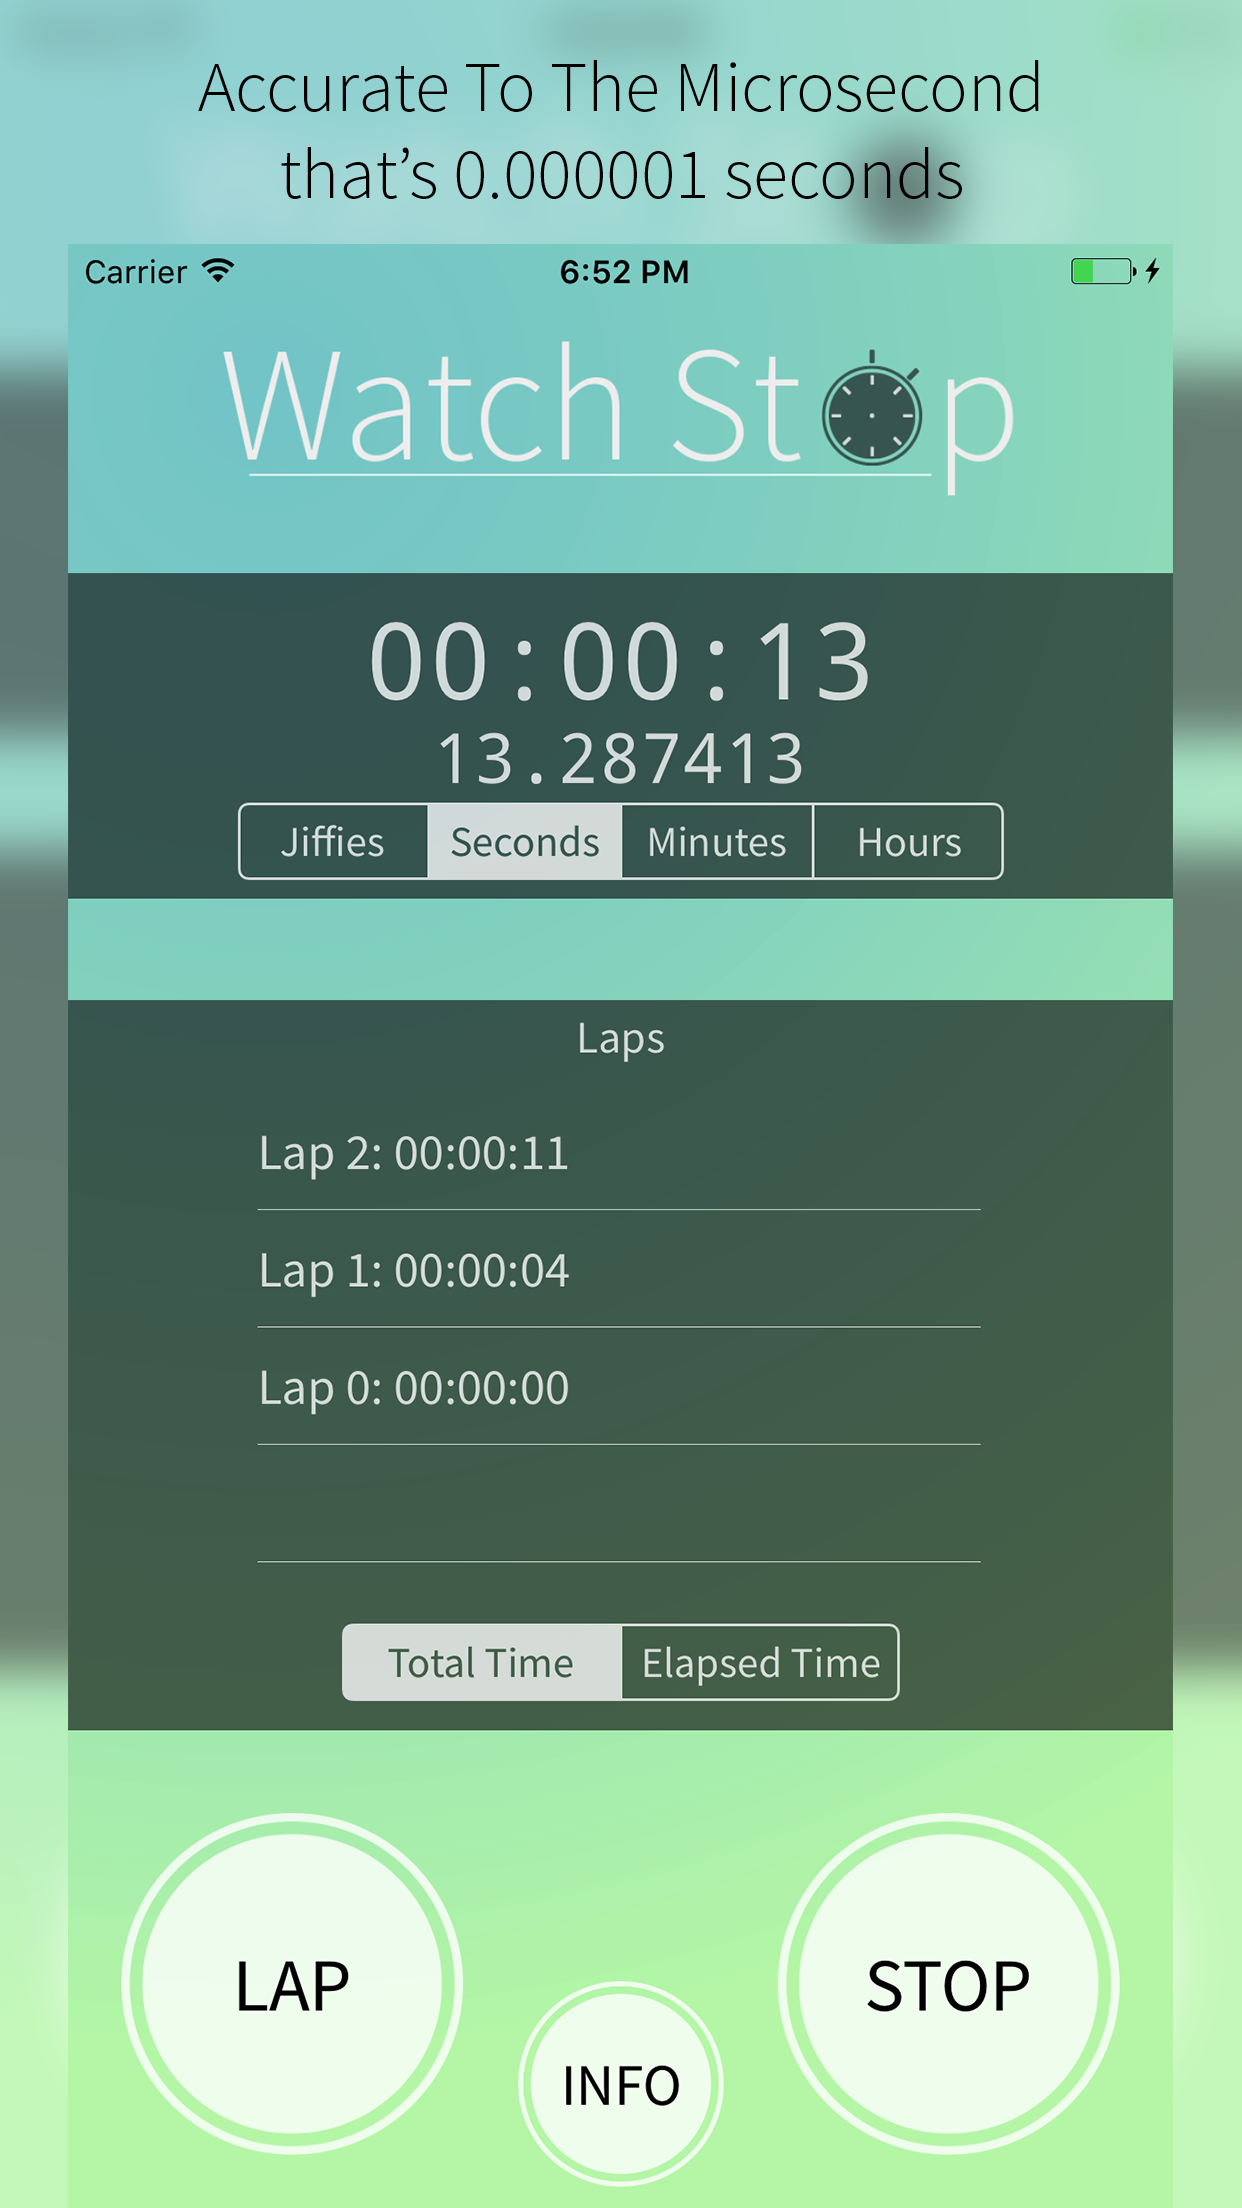 Accurate To The Microsecond
that’s 0.000001 seconds
Carrier 6:52 PM
Watch Stop
00:00:13
13.287413
Jiffies Seconds Minutes Hours
Laps
Lap 2: 00:00:11
Lap 1: 00:00:04
Lap 0: 00:00:00
Total Time Elapsed Time
LAP STOP
INFO